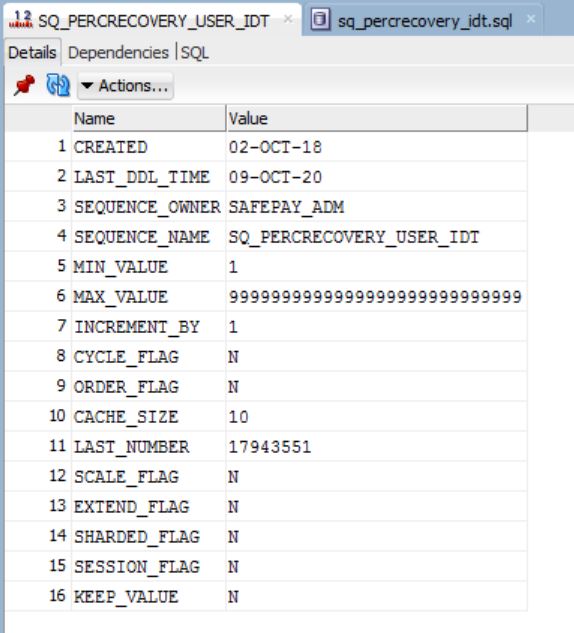 SQ_PERCRECOVERY_USER_IDT sq_percrecovery_idt.sql
Details Dependencies SQL
Actions...
Name Value
1 CREATED 02-OCT-18
2 LAST_DDL_TIME 09-OCT-20
3 SEQUENCE_OWNER SAFEPAY_ADM
4 SEQUENCE_NAME SQ_PERCRECOVERY_USER_IDT
5 MIN_VALUE 1
6 MAX_VALUE 9999999999999999999999999999
7 INCREMENT_BY 1
8 CYCLE_FLAG N
9 ORDER_FLAG N
10 CACHE_SIZE 10
11 LAST_NUMBER 17943551
12 SCALE_FLAG N
13 EXTEND_FLAG N
14 SHARDED_FLAG N
15 SESSION_FLAG N
16 KEEP_VALUE N